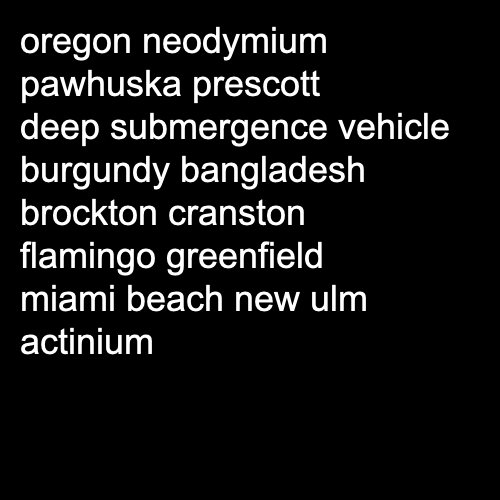 oregon neodymium
pawhuska prescott
deep submergence vehicle
burgundy bangladesh
brockton cranston
flamingo greenfield
miami beach new ulm
actinium